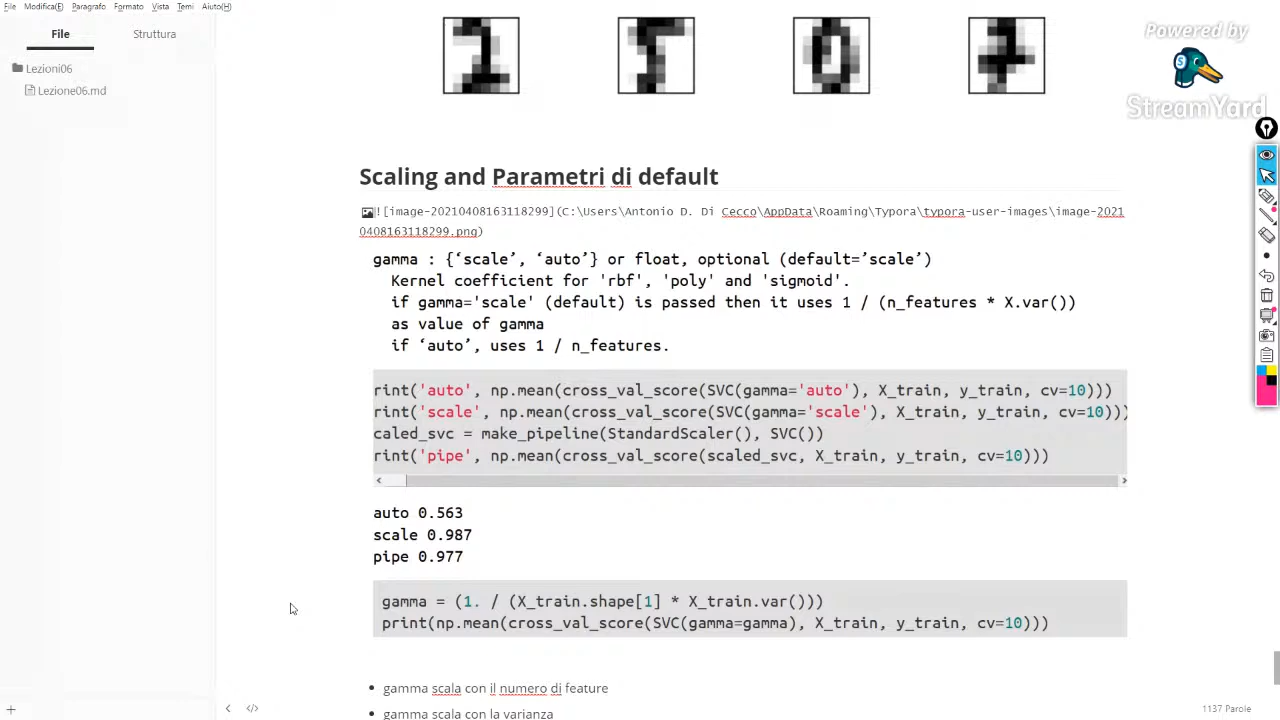 File Modifica(E) Paragrafo Formato Vista Temi Aiuto(H)
File Struttura
Lezioni06
Lezione06.md
Powered by
StreamYard
Scaling and Parametri di default
![image-20210408163118299](C:\Users\Antonio D. Di Cecco\AppData\Roaming\Typora\typora-user-images\image-2021
0408163118299.png)
gamma : {‘scale’, ‘auto’} or float, optional (default=’scale’)
Kernel coefficient for 'rbf', 'poly' and 'sigmoid'.
if gamma='scale' (default) is passed then it uses 1 / (n_features * X.var())
as value of gamma
if ‘auto’, uses 1 / n_features.
rint('auto', np.mean(cross_val_score(SVC(gamma='auto'), X_train, y_train, cv=10)))
rint('scale', np.mean(cross_val_score(SVC(gamma='scale'), X_train, y_train, cv=10)))
caled_svc = make_pipeline(StandardScaler(), SVC())
rint('pipe', np.mean(cross_val_score(scaled_svc, X_train, y_train, cv=10)))
auto 0.563
scale 0.987
pipe 0.977
gamma = (1. / (X_train.shape[1] * X_train.var()))
print(np.mean(cross_val_score(SVC(gamma=gamma), X_train, y_train, cv=10)))
gamma scala con il numero di feature
gamma scala con la varianza
1137 Parole